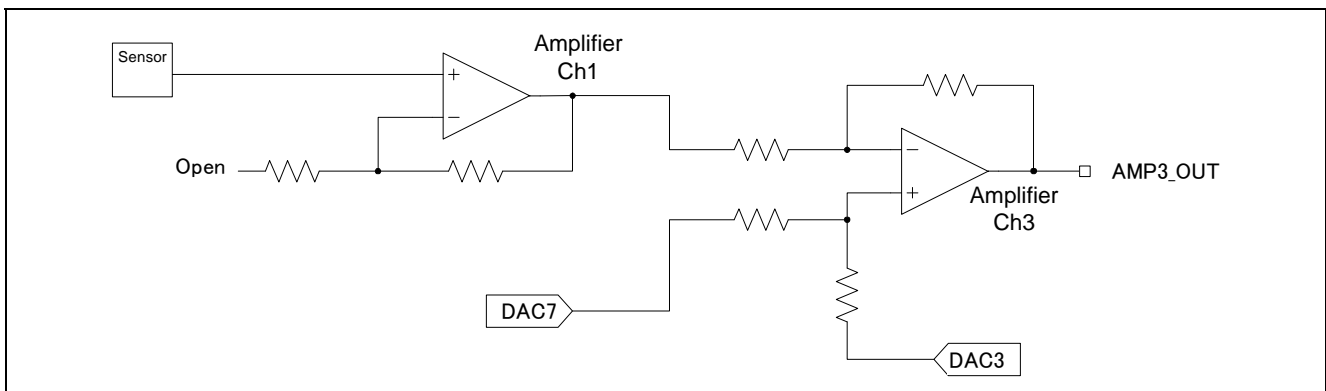 Sensor
Amplifier
Ch1
+
−
Open
−
+
Amplifier
Ch3
AMP3_OUT
DAC7
DAC3